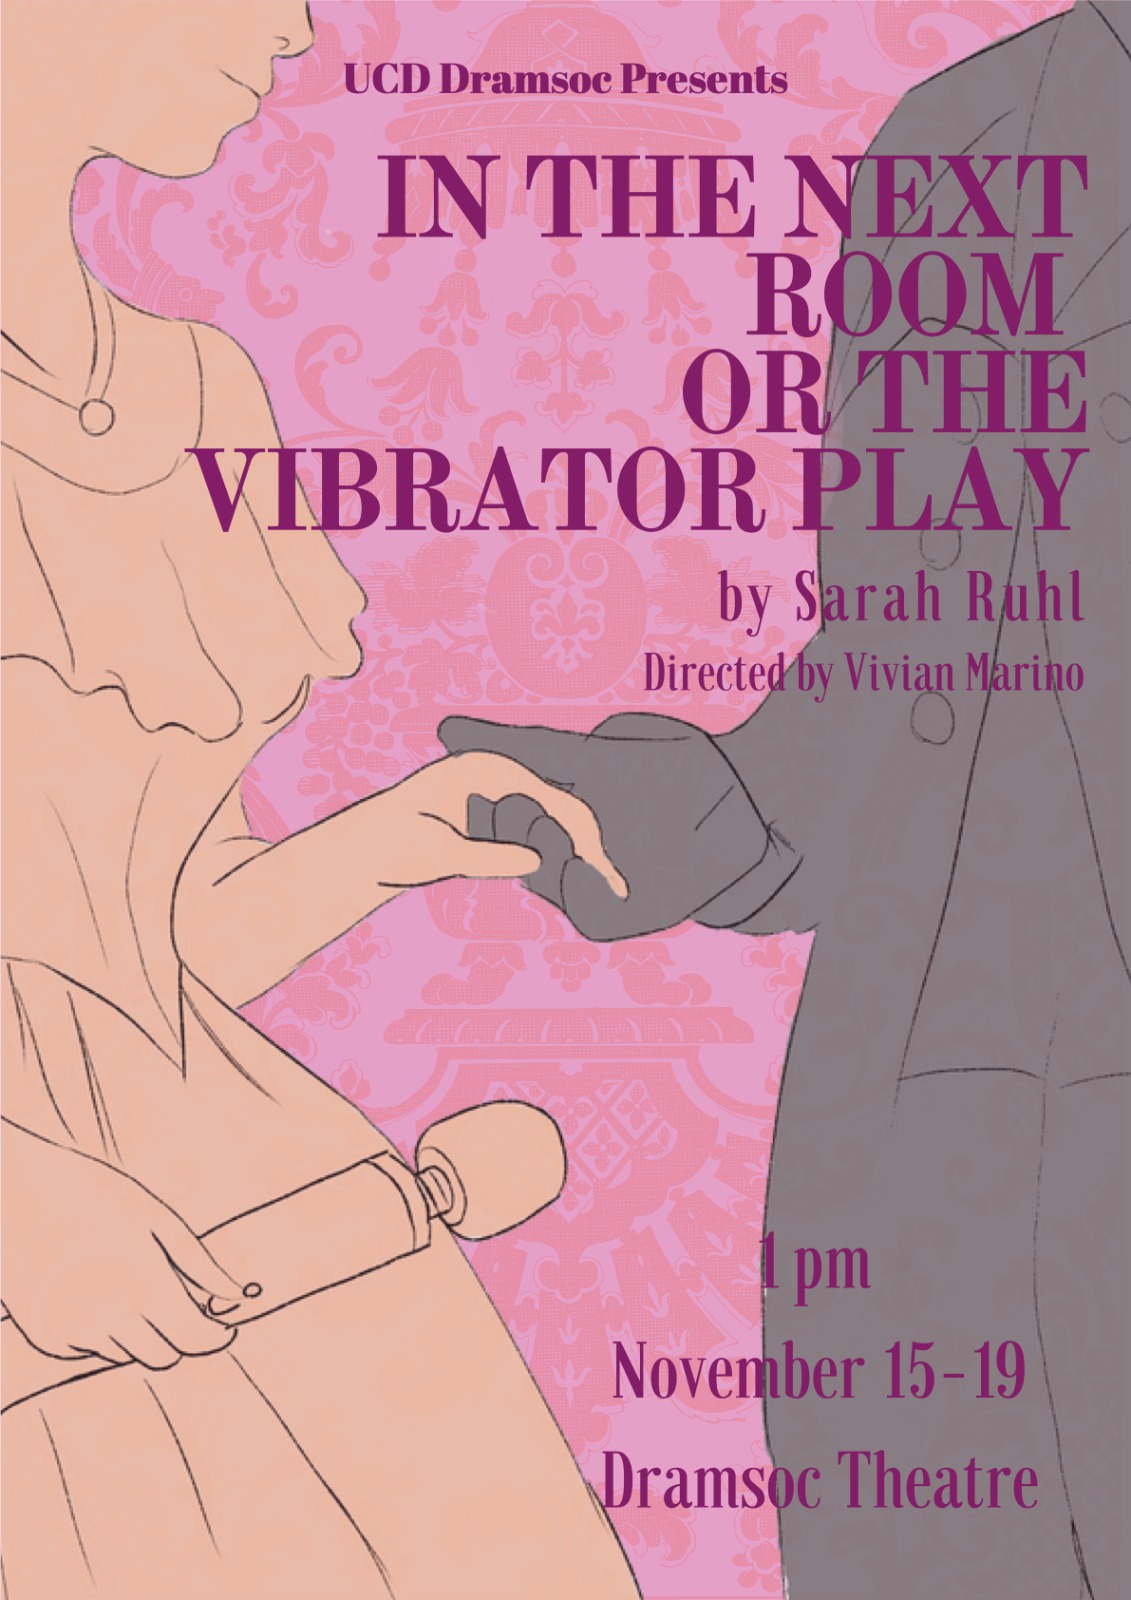 UCD Dramsoc Presents
IN THE NEXT
ROOM
OR THE
VIBRATOR PLAY
by Sarah Ruhl
Directed by Vivian Marino
1 pm
November 15-19
Dramsoc Theatre